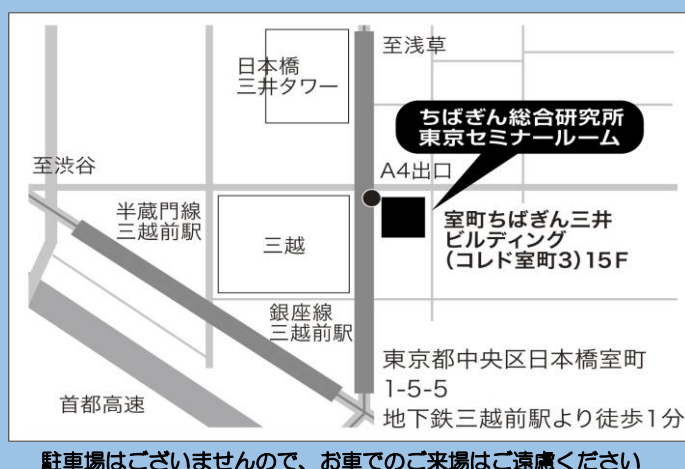 至浅草
日本橋
三井タワー
ちばぎん総合研究所
東京セミナールーム
至渋谷
A4出口
半蔵門線
三越前駅
三越
室町ちばぎん三井
ビルディング
(コレド室町3)15F
銀座線
三越前駅
首都高速
東京都中央区日本橋室町
1-5-5
地下鉄三越前駅より徒歩1分
駐車場はございませんので、お車でのご来場はご遠慮ください